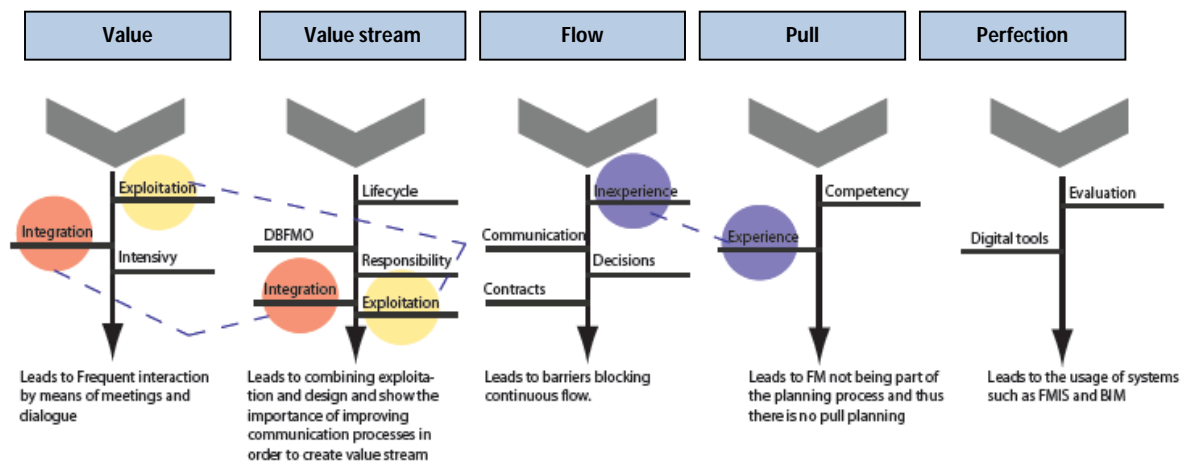 Value
Value stream
Flow
Pull
Perfection
Exploitation
Integration
Intensivy
Leads to Frequent interaction
by means of meetings and
dialogue
Lifecycle
DBFMO
Responsibility
Integration
Exploitation
Leads to combining exploita-
tion and design and show the
importance of improving
communication processes in
order to create value stream
Inexperience
Communication
Decisions
Contracts
Leads to barriers blocking
continuous flow.
Competency
Experience
Leads to FM not being part of
the planning process and thus
there is no pull planning
Evaluation
Digital tools
Leads to the usage of systems
such as FMIS and BIM